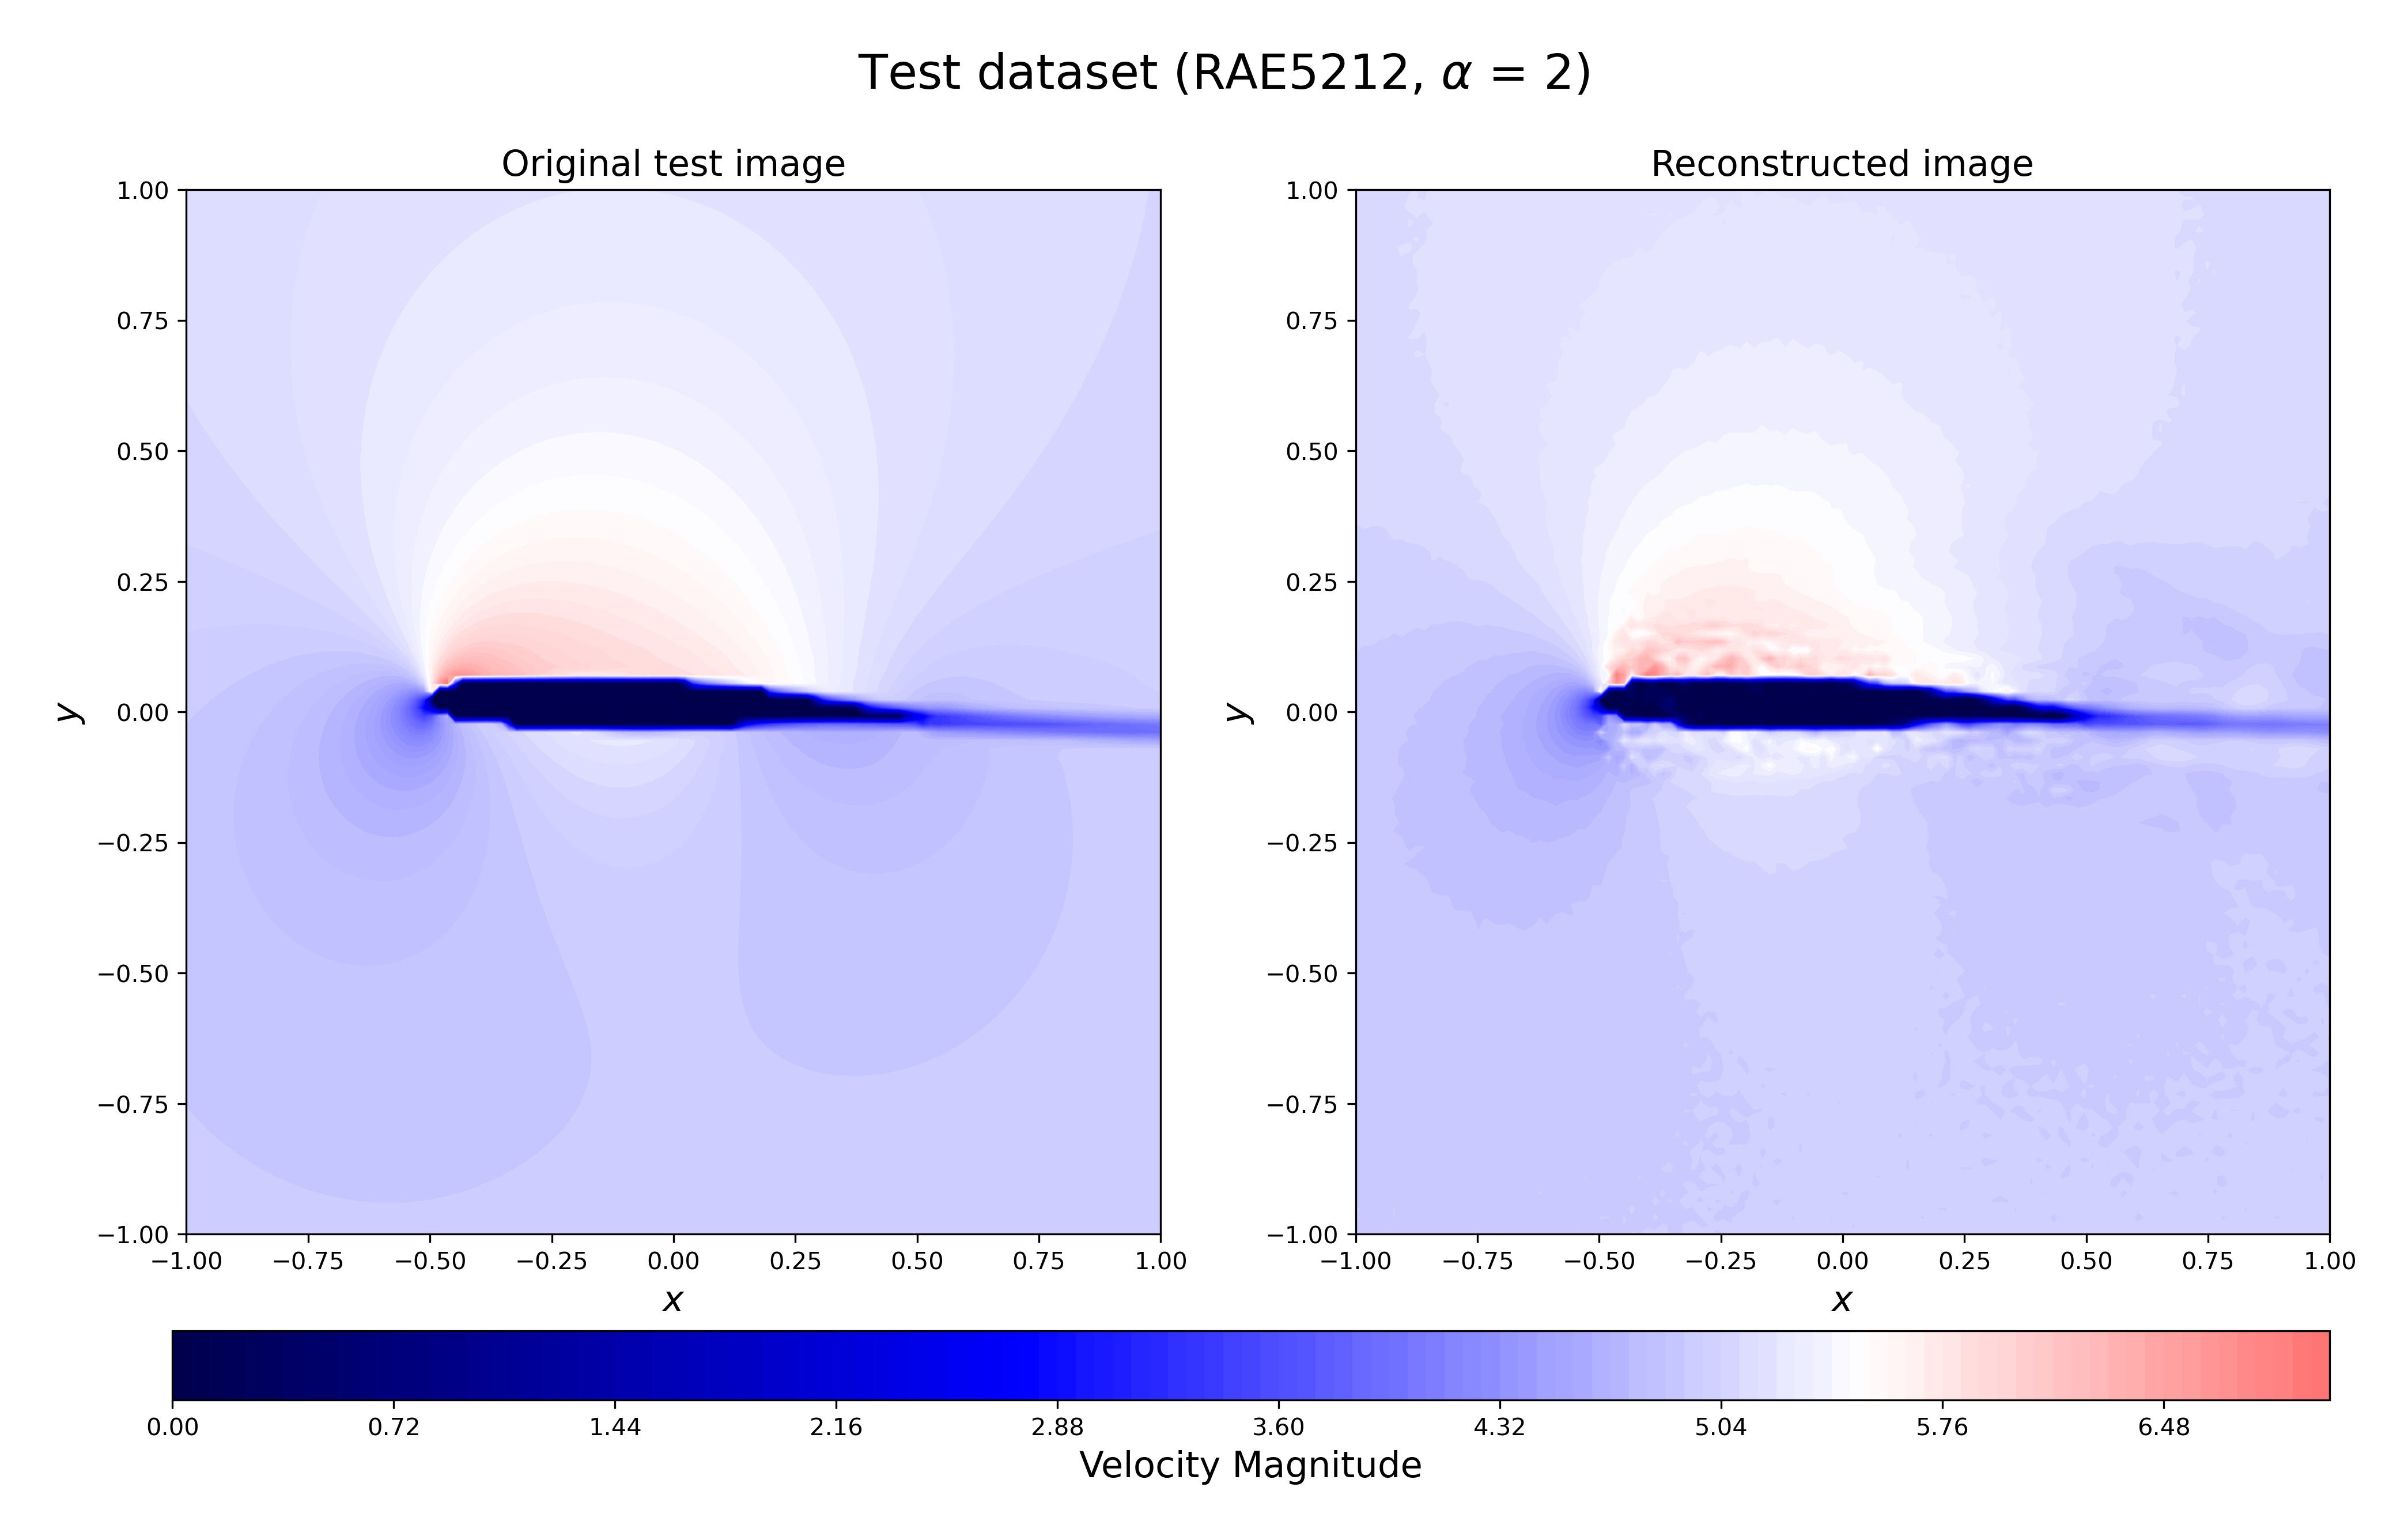 Test dataset (RAE5212, α = 2)
Original test image
Reconstructed image
1.00
0.75
0.50
0.25
0.00
−0.25
−0.50
−0.75
−1.00
y
−1.00 −0.75 −0.50 −0.25 0.00 0.25 0.50 0.75 1.00
x
1.00
0.75
0.50
0.25
0.00
−0.25
−0.50
−0.75
−1.00
y
−1.00 −0.75 −0.50 −0.25 0.00 0.25 0.50 0.75 1.00
x
0.00 0.72 1.44 2.16 2.88 3.60 4.32 5.04 5.76 6.48
Velocity Magnitude